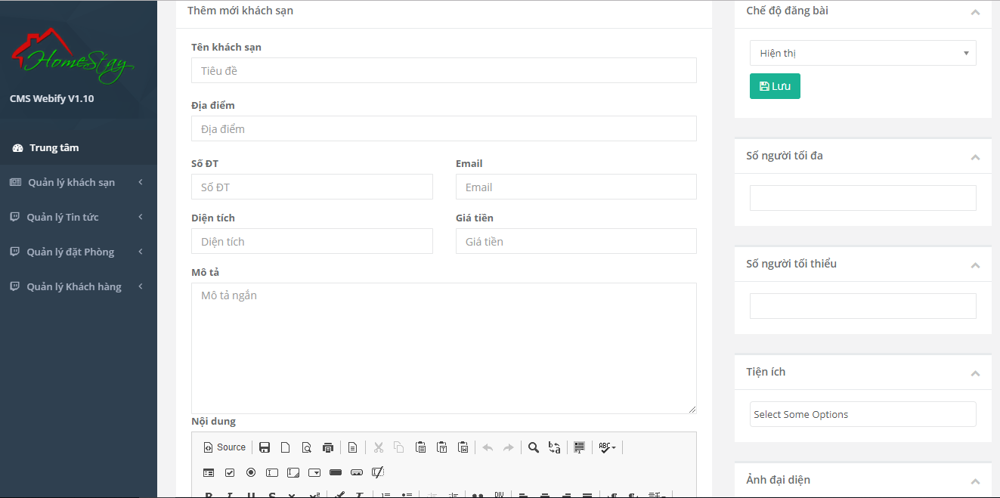 HomeStay
CMS Webify V1.10
Trung tâm
Quản lý khách sạn
Quản lý Tin tức
Quản lý đặt Phòng
Quản lý Khách hàng
Thêm mới khách sạn
Tên khách sạn
Tiêu đề
Địa điểm
Địa điểm
Số ĐT
Email
Số ĐT
Email
Diện tích
Giá tiền
Diện tích
Giá tiền
Mô tả
Mô tả ngắn
Nội dung
Source
Chế độ đăng bài
Hiện thị
Lưu
Số người tối đa
Số người tối thiểu
Tiện ích
Select Some Options
Ảnh đại diện